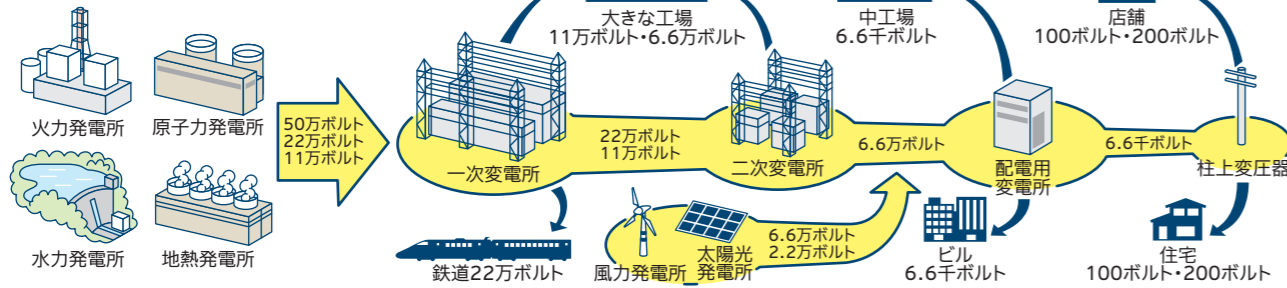 火力発電所
原子力発電所
水力発電所
地熱発電所
50万ボルト
22万ボルト
11万ボルト
一次変電所
大きな工場
11万ボルト・6.6万ボルト
鉄道22万ボルト
22万ボルト
11万ボルト
二次変電所
中工場
6.6千ボルト
風力発電所
太陽光
発電所
6.6万ボルト
2.2万ボルト
6.6万ボルト
配電用
変電所
ビル
6.6千ボルト
6.6千ボルト
店舗
100ボルト・200ボルト
柱上変圧器
住宅
100ボルト・200ボルト